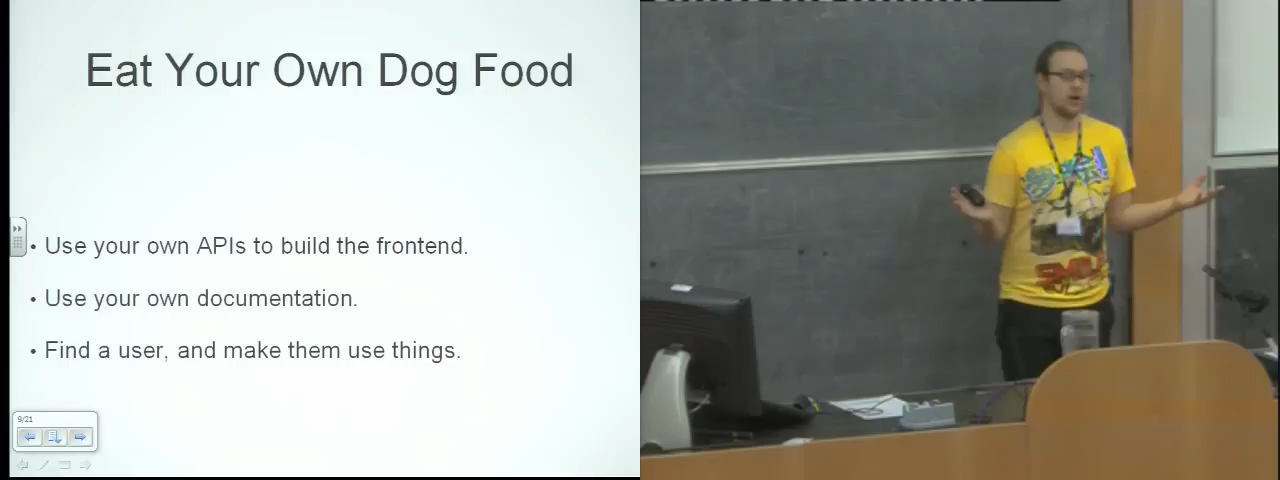 Eat Your Own Dog Food
• Use your own APIs to build the frontend.
• Use your own documentation.
• Find a user, and make them use things.
9/21